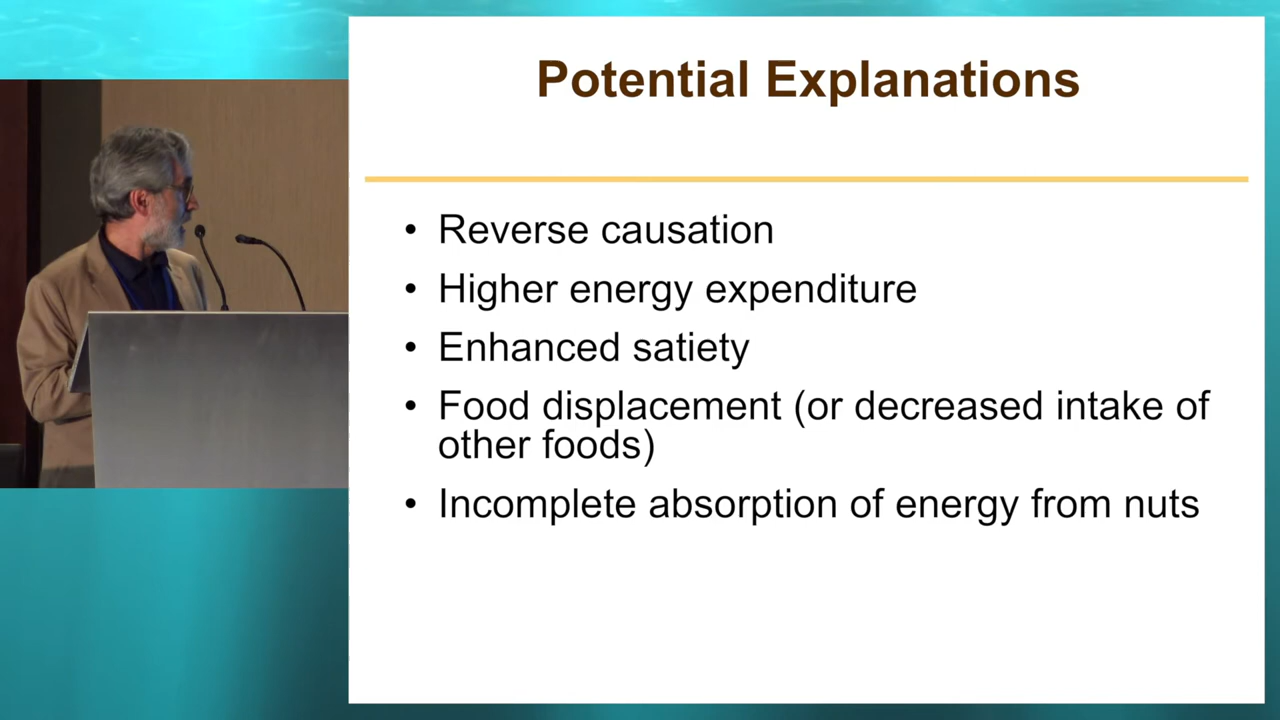 Potential Explanations
• Reverse causation
• Higher energy expenditure
• Enhanced satiety
• Food displacement (or decreased intake of
other foods)
• Incomplete absorption of energy from nuts